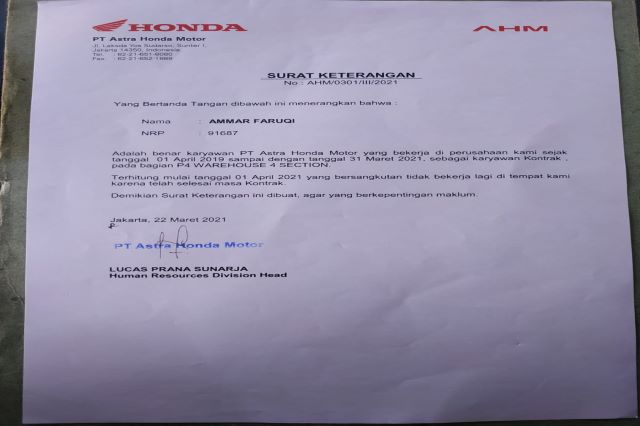 HONDA
AHM
PT Astra Honda Motor
Jl. Laksda Yos Sudarso, Sunter I,
Jakarta 14350, Indonesia
Tel. : 62-21-651-8080
Fax : 62-21-652-1889
SURAT KETERANGAN
No.: AHM/0301/III/2021
Yang Bertanda Tangan dibawah ini menerangkan bahwa :
Nama : AMMAR FARUQI
NRP : 91687
Adalah benar karyawan PT Astra Honda Motor yang bekerja di perusahaan kami sejak
tanggal 01 April 2019 sampai dengan tanggal 31 Maret 2021, sebagai karyawan Kontrak ,
pada bagian P4 WAREHOUSE 4 SECTION.
Terhitung mulai tanggal 01 April 2021 yang bersangkutan tidak bekerja lagi di tempat kami
karena telah selesai masa Kontrak.
Demikian Surat Keterangan ini dibuat, agar yang berkepentingan maklum.
Jakarta, 22 Maret 2021
PT Astra Honda Motor
LUCAS PRANA SUNARJA
Human Resources Division Head